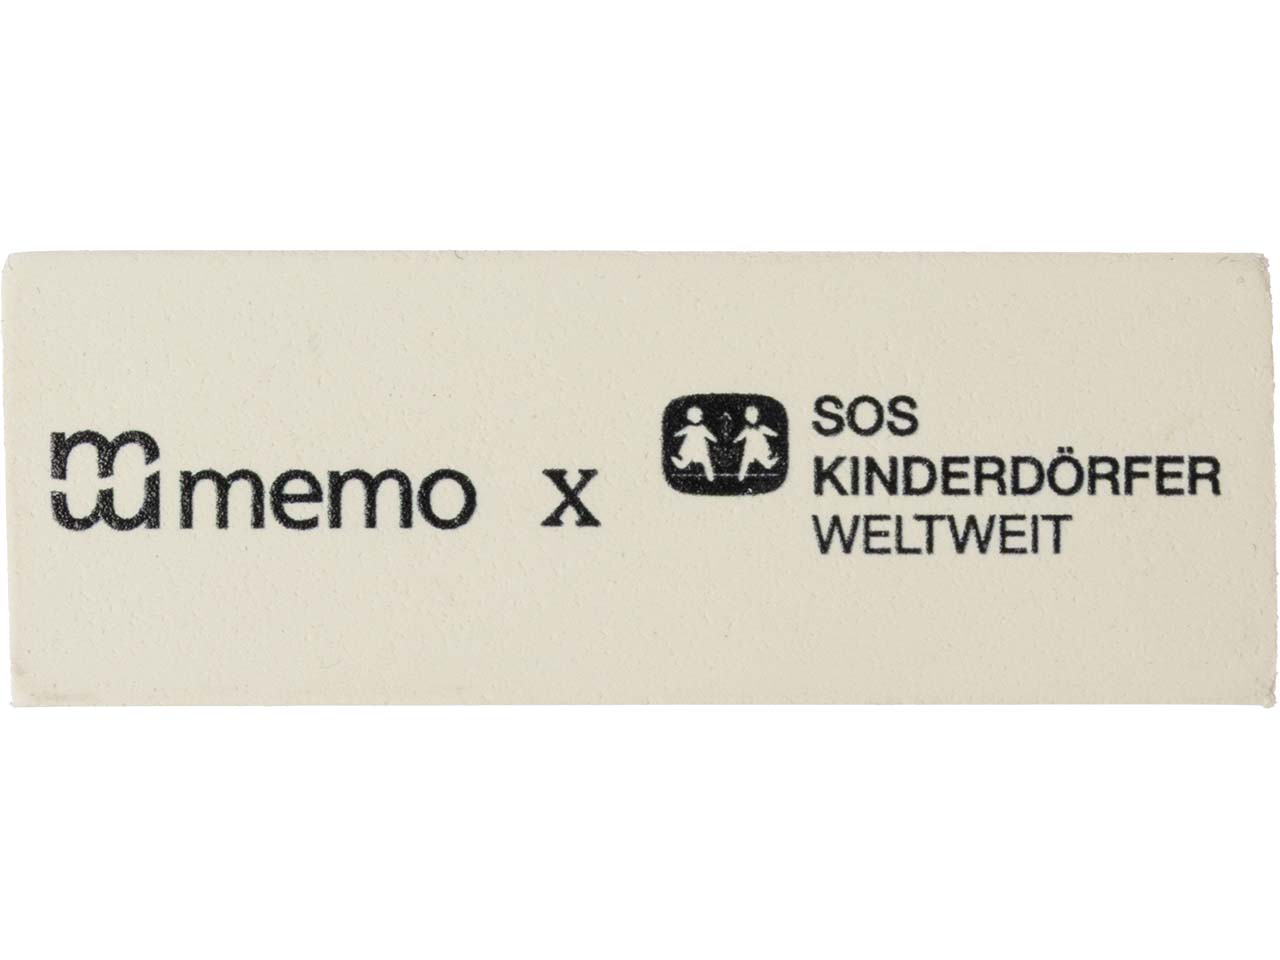 memo x
SOS
KINDERDÖRFER
WELTWEIT